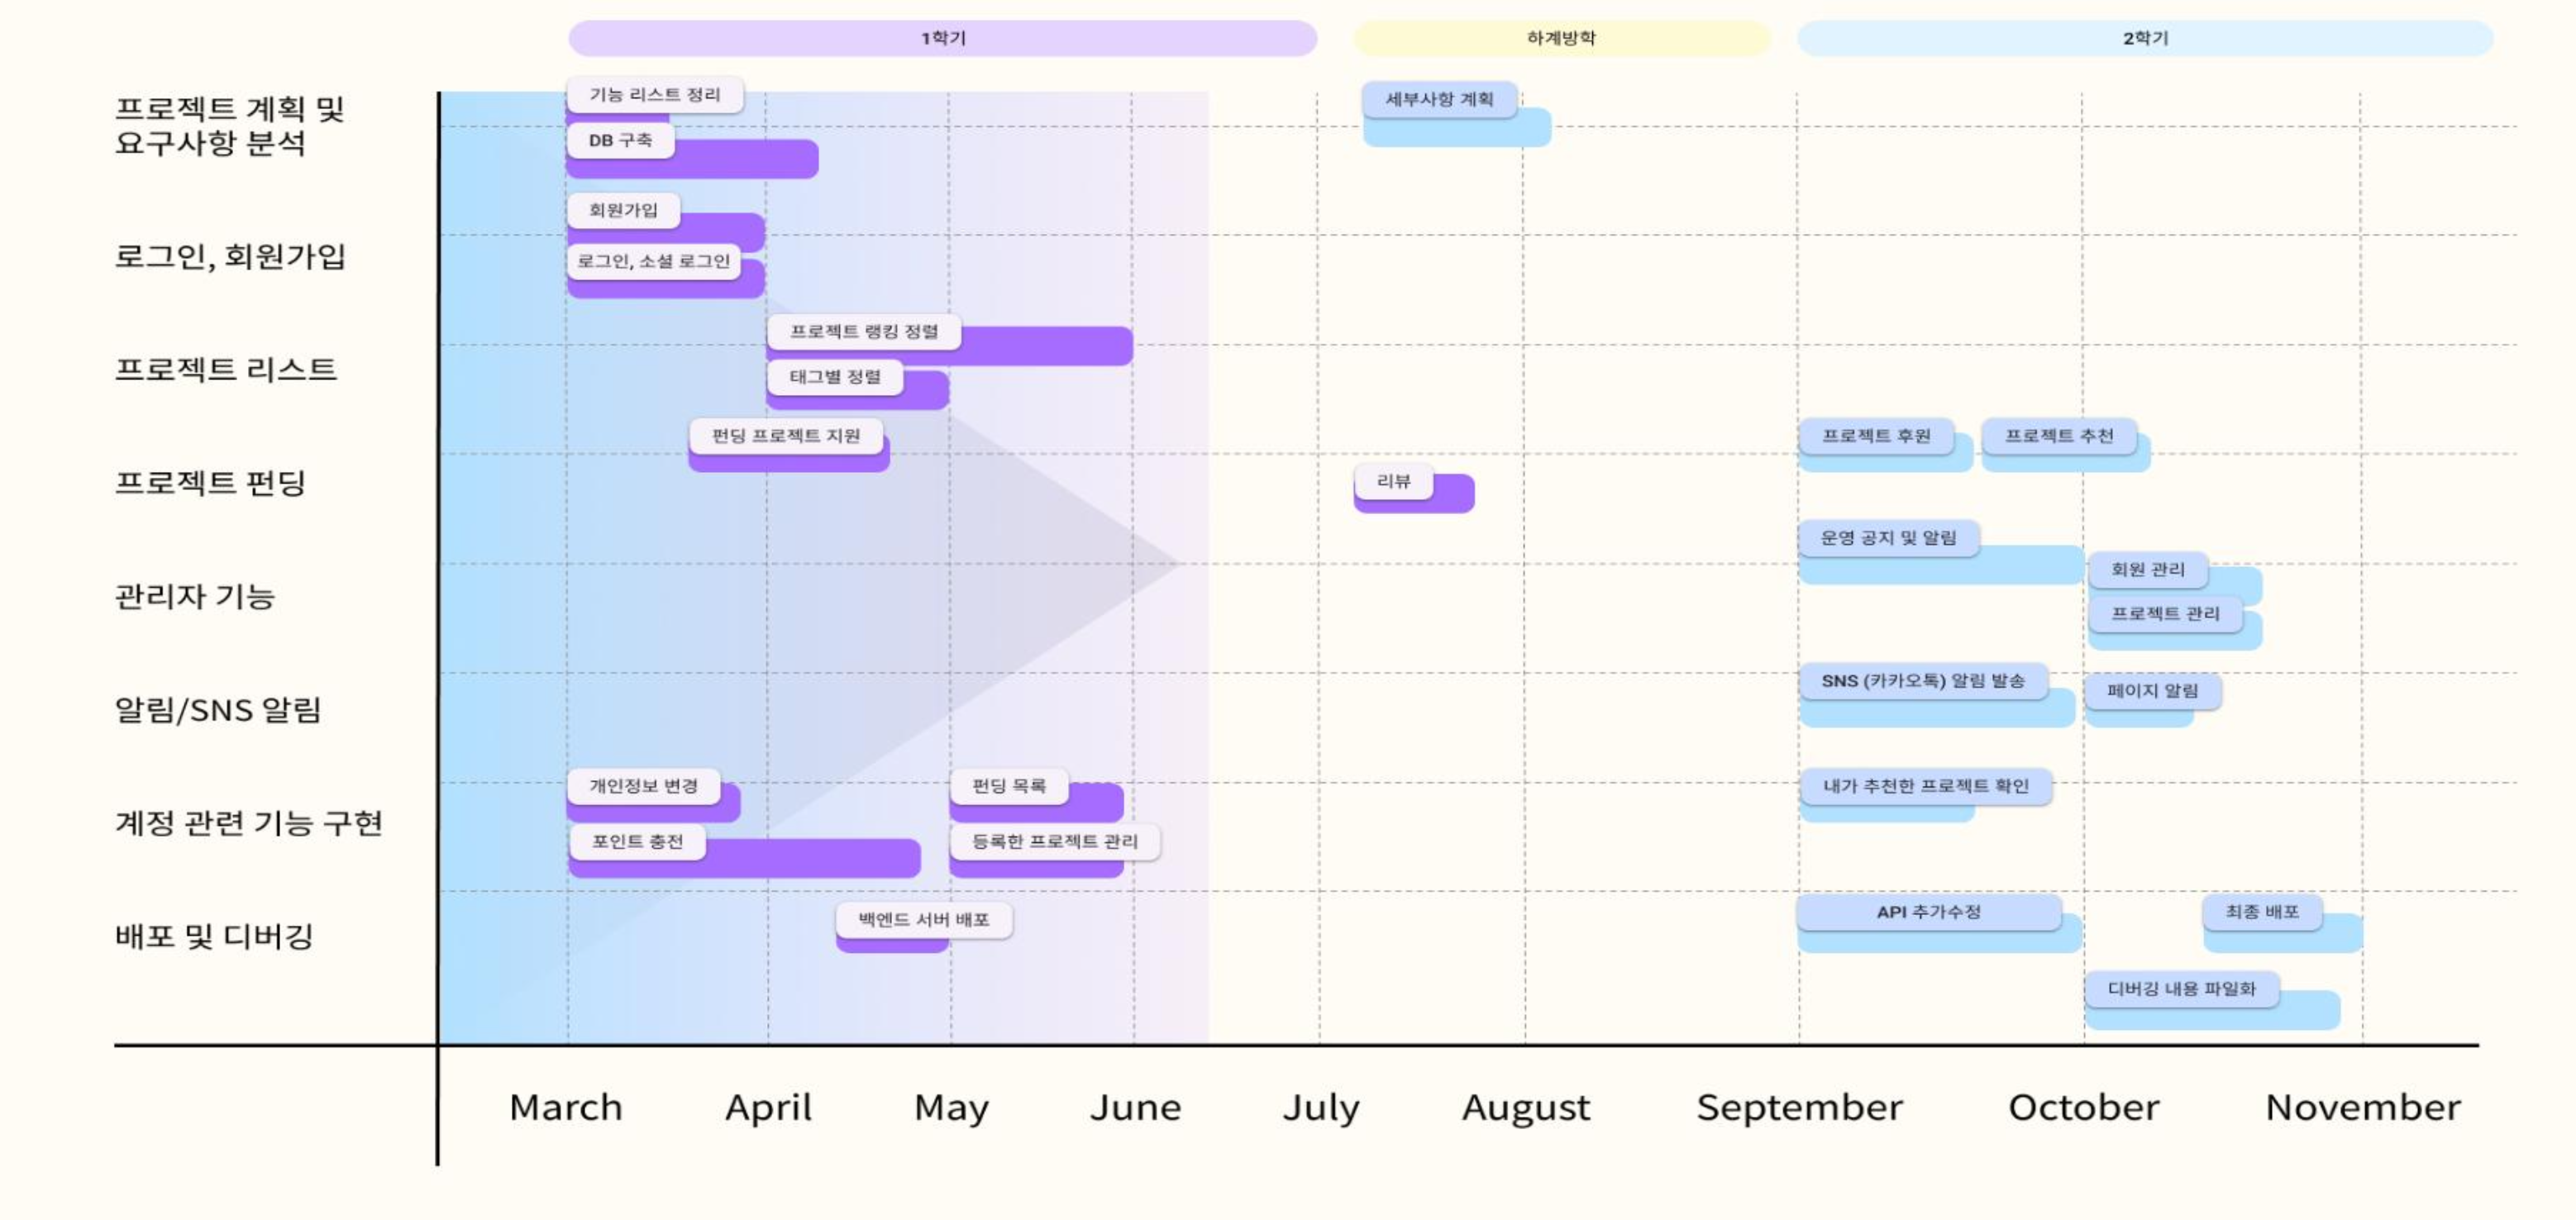 1학기
하계방학
2학기
프로젝트 계획 및
요구사항 분석
기능 리스트 정리
DB 구축
세부사항 계획
로그인, 회원가입
회원가입
로그인, 소셜 로그인
프로젝트 리스트
프로젝트 랭킹 정렬
태그별 정렬
프로젝트 펀딩
펀딩 프로젝트 지원
리뷰
프로젝트 후원
프로젝트 추천
관리자 기능
운영 공지 및 알림
회원 관리
프로젝트 관리
알림/SNS 알림
SNS (카카오톡) 알림 발송
페이지 알림
계정 관련 기능 구현
개인정보 변경
포인트 충전
펀딩 목록
등록한 프로젝트 관리
내가 추천한 프로젝트 확인
배포 및 디버깅
백엔드 서버 배포
API 추가수정
최종 배포
디버깅 내용 파일화
March
April
May
June
July
August
September
October
November